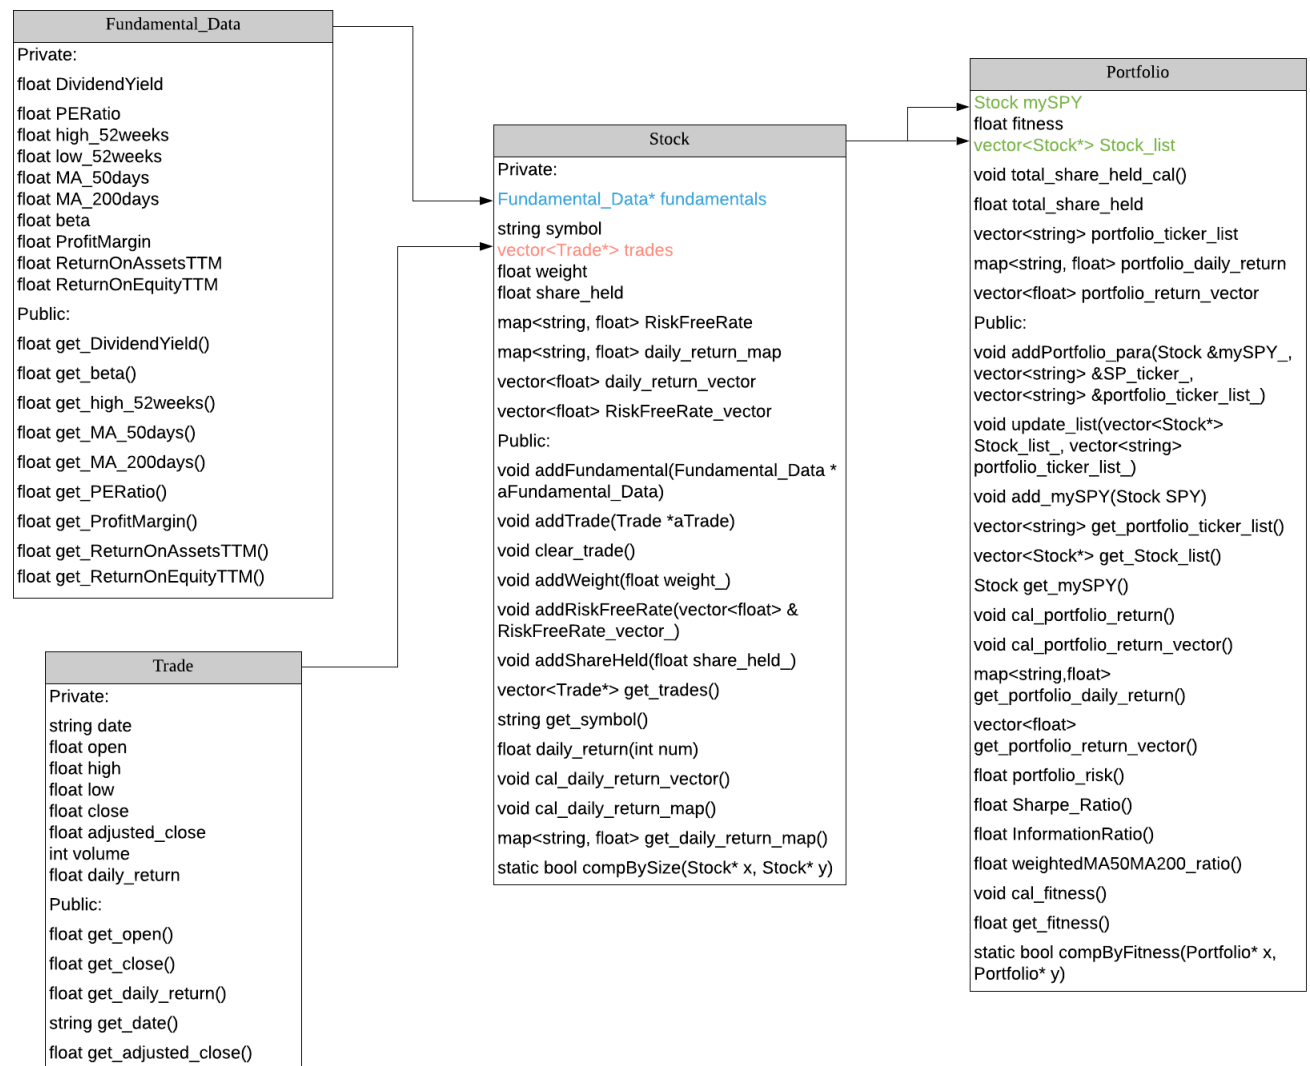 Fundamental_Data
Private:
float DividendYield
float PERatio
float high_52weeks
float low_52weeks
float MA_50days
float MA_200days
float beta
float ProfitMargin
float ReturnOnAssetsTTM
float ReturnOnEquityTTM
Public:
float get_DividendYield()
float get_beta()
float get_high_52weeks()
float get_MA_50days()
float get_MA_200days()
float get_PERatio()
float get_ProfitMargin()
float get_ReturnOnAssetsTTM()
float get_ReturnOnEquityTTM()
Trade
Private:
string date
float open
float high
float low
float close
float adjusted_close
int volume
float daily_return
Public:
float get_open()
float get_close()
float get_daily_return()
string get_date()
float get_adjusted_close()
Stock
Private:
Fundamental_Data* fundamentals
string symbol
vector<Trade*> trades
float weight
float share_held
map<string, float> RiskFreeRate
map<string, float> daily_return_map
vector<float> daily_return_vector
vector<float> RiskFreeRate_vector
Public:
void addFundamental(Fundamental_Data *
aFundamental_Data)
void addTrade(Trade *aTrade)
void clear_trade()
void addWeight(float weight_)
void addRiskFreeRate(vector<float> &
RiskFreeRate_vector_)
void addShareHeld(float share_held_)
vector<Trade*> get_trades()
string get_symbol()
float daily_return(int num)
void cal_daily_return_vector()
void cal_daily_return_map()
map<string, float> get_daily_return_map()
static bool compBySize(Stock* x, Stock* y)
Portfolio
Stock mySPY
float fitness
vector<Stock*> Stock_list
void total_share_held_cal()
float total_share_held
vector<string> portfolio_ticker_list
map<string, float> portfolio_daily_return
vector<float> portfolio_return_vector
Public:
void addPortfolio_para(Stock &mySPY_,
vector<string> &SP_ticker_,
vector<string> &portfolio_ticker_list_)
void update_list(vector<Stock*>
Stock_list_, vector<string>
portfolio_ticker_list_)
void add_mySPY(Stock SPY)
vector<string> get_portfolio_ticker_list()
vector<Stock*> get_Stock_list()
Stock get_mySPY()
void cal_portfolio_return()
void cal_portfolio_return_vector()
map<string,float>
get_portfolio_daily_return()
vector<float>
get_portfolio_return_vector()
float portfolio_risk()
float Sharpe_Ratio()
float InformationRatio()
float weightedMA50MA200_ratio()
void cal_fitness()
float get_fitness()
static bool compByFitness(Portfolio* x,
Portfolio* y)